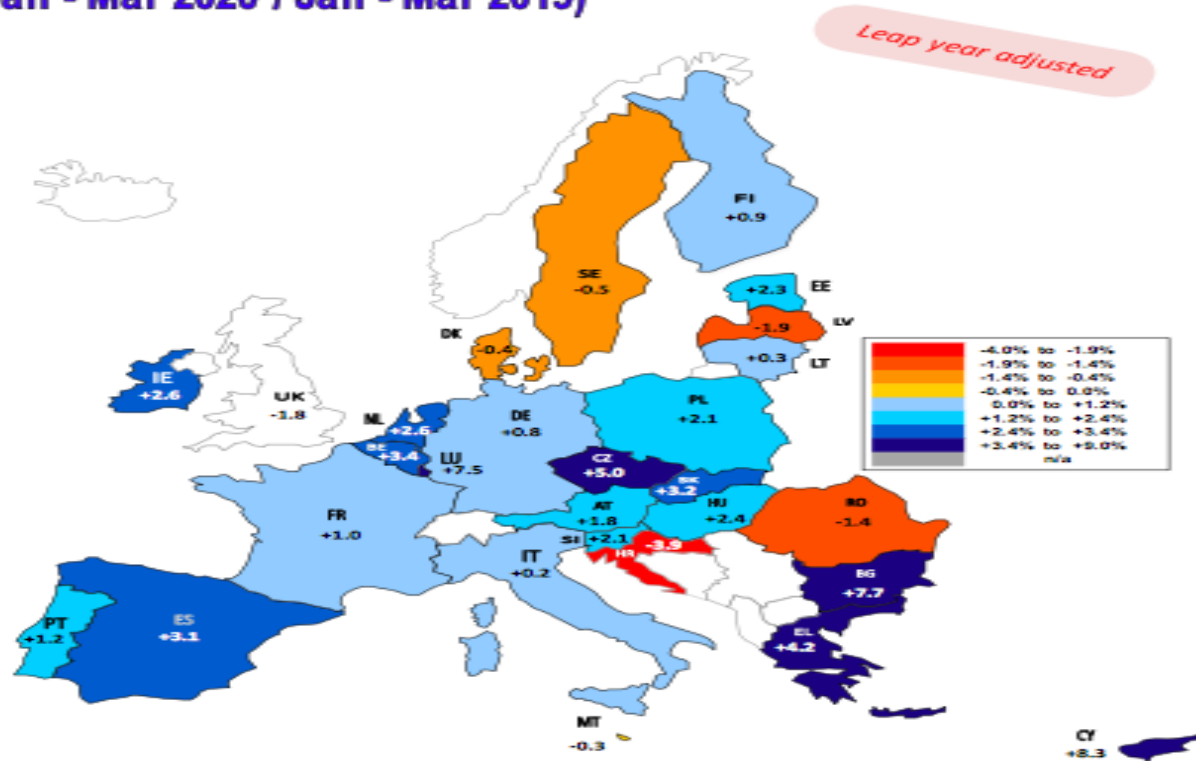 an - Mar 2020 / Jan - Mar 2019)
Leap year adjusted
FI
+0.9
SE
-0.5
+2.3 EE
-1.9 LV
+0.3 LT
DK
-0.4
IE
+2.6
UK
-1.8
NL
+2.6
BE
+3.4
LU
+7.5
DE
+0.8
PL
+2.1
CZ
+5.0
SK
+3.2
AT
+1.8
HU
+2.4
SI +2.1
HR -3.9
RO
-1.4
FR
+1.0
IT
+0.2
BG
+7.7
EL
+4.2
PT
+1.2
ES
+3.1
MT
-0.3
CY
+8.3
-4.0% to -1.9%
-1.9% to -1.4%
-1.4% to -0.4%
-0.4% to 0.0%
0.0% to +1.2%
+1.2% to +2.4%
+2.4% to +3.4%
+3.4% to +9.0%
n/a